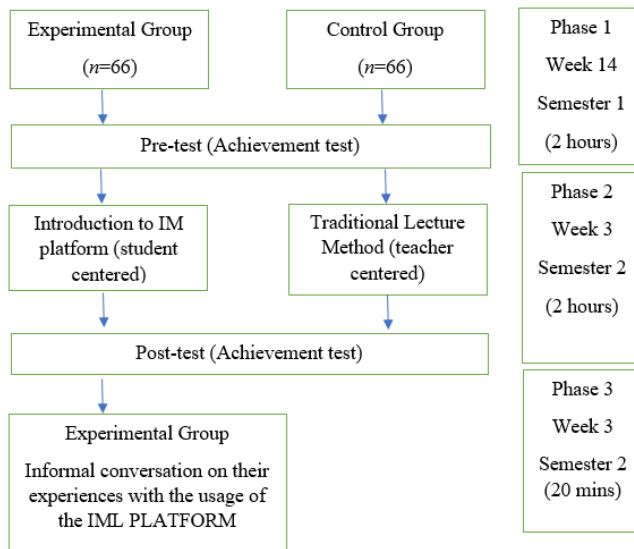 Experimental Group
(n=66)
Control Group
(n=66)
Phase 1
Week 14
Semester 1
(2 hours)
Pre-test (Achievement test)
Introduction to IM
platform (student
centered)
Traditional Lecture
Method (teacher
centered)
Phase 2
Week 3
Semester 2
(2 hours)
Post-test (Achievement test)
Experimental Group
Informal conversation on their
experiences with the usage of
the IML PLATFORM
Phase 3
Week 3
Semester 2
(20 mins)